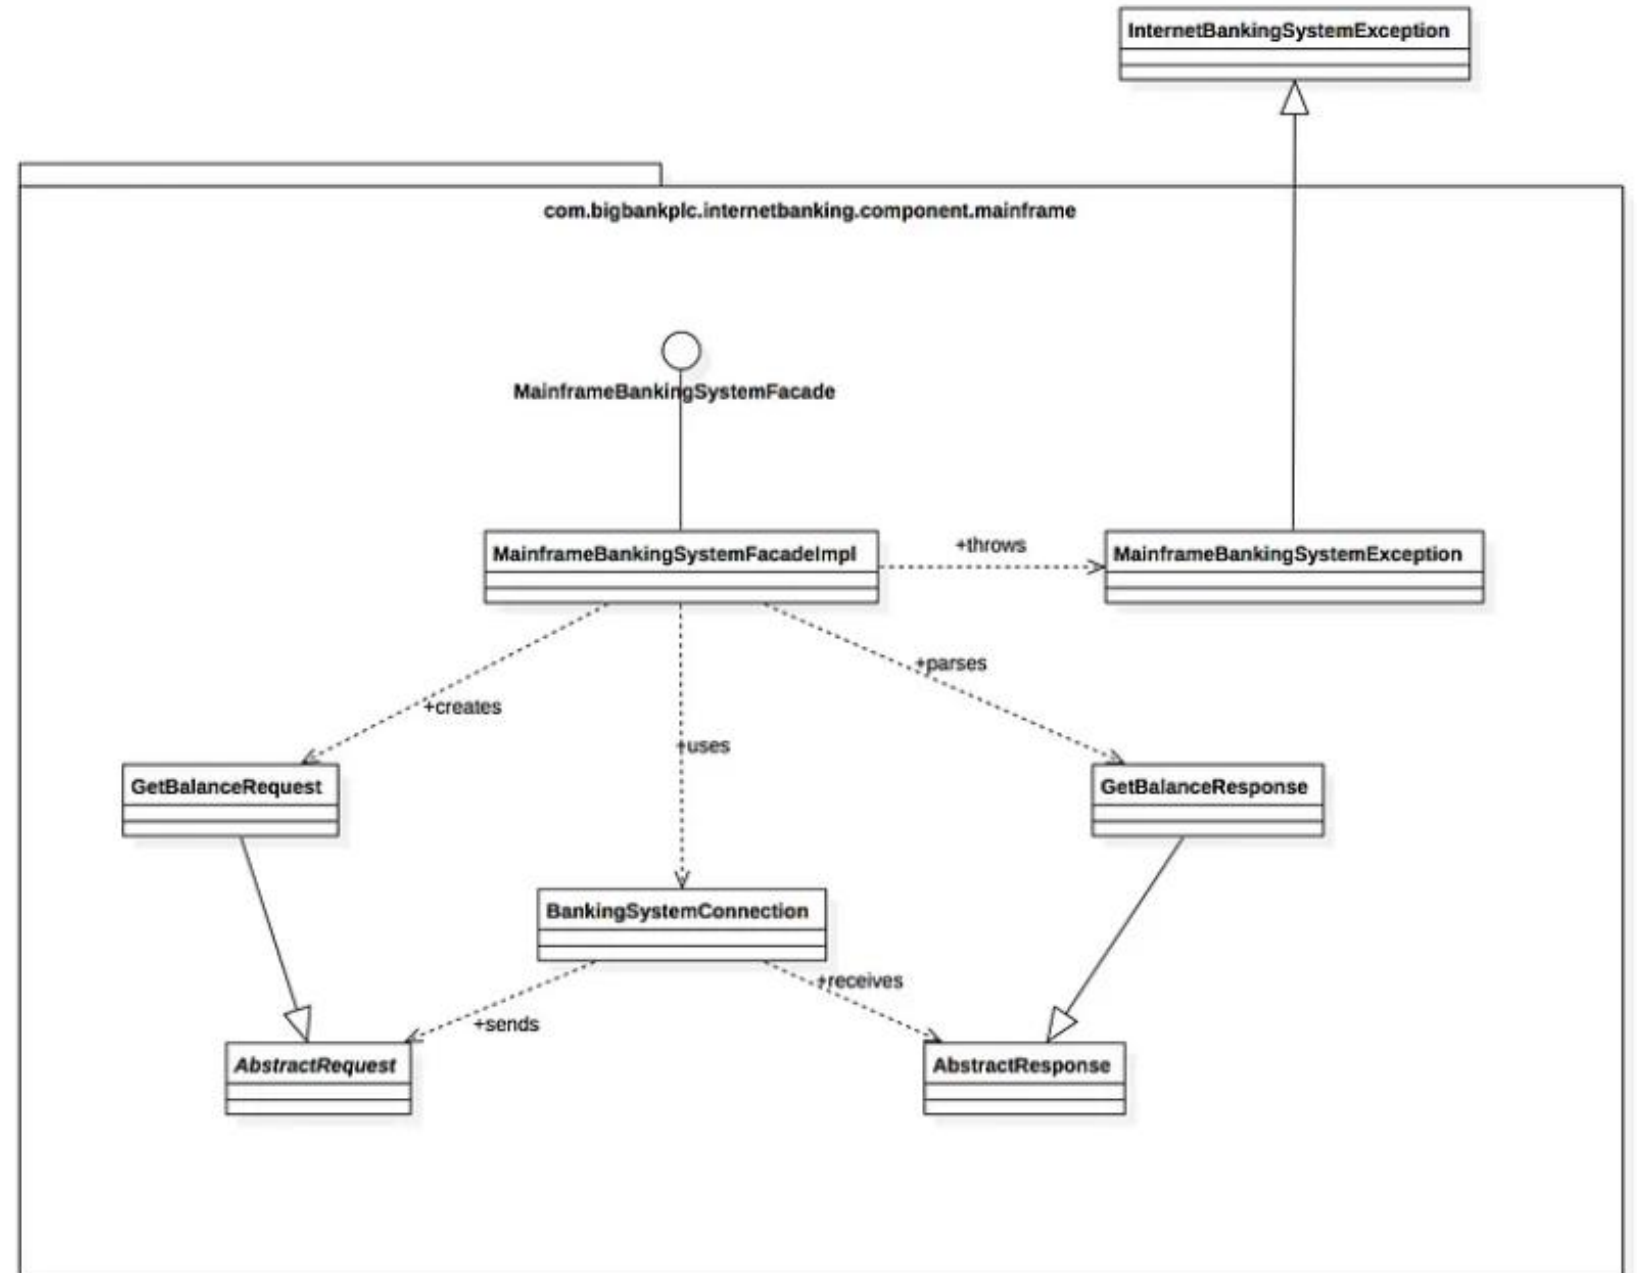 InternetBankingSystemException
com.bigbankplc.internetbanking.component.mainframe
MainframeBankingSystemFacade
MainframeBankingSystemFacadeImpl
+throws
MainframeBankingSystemException
+parses
+creates
+uses
GetBalanceRequest
GetBalanceResponse
BankingSystemConnection
+receives
+sends
AbstractRequest
AbstractResponse